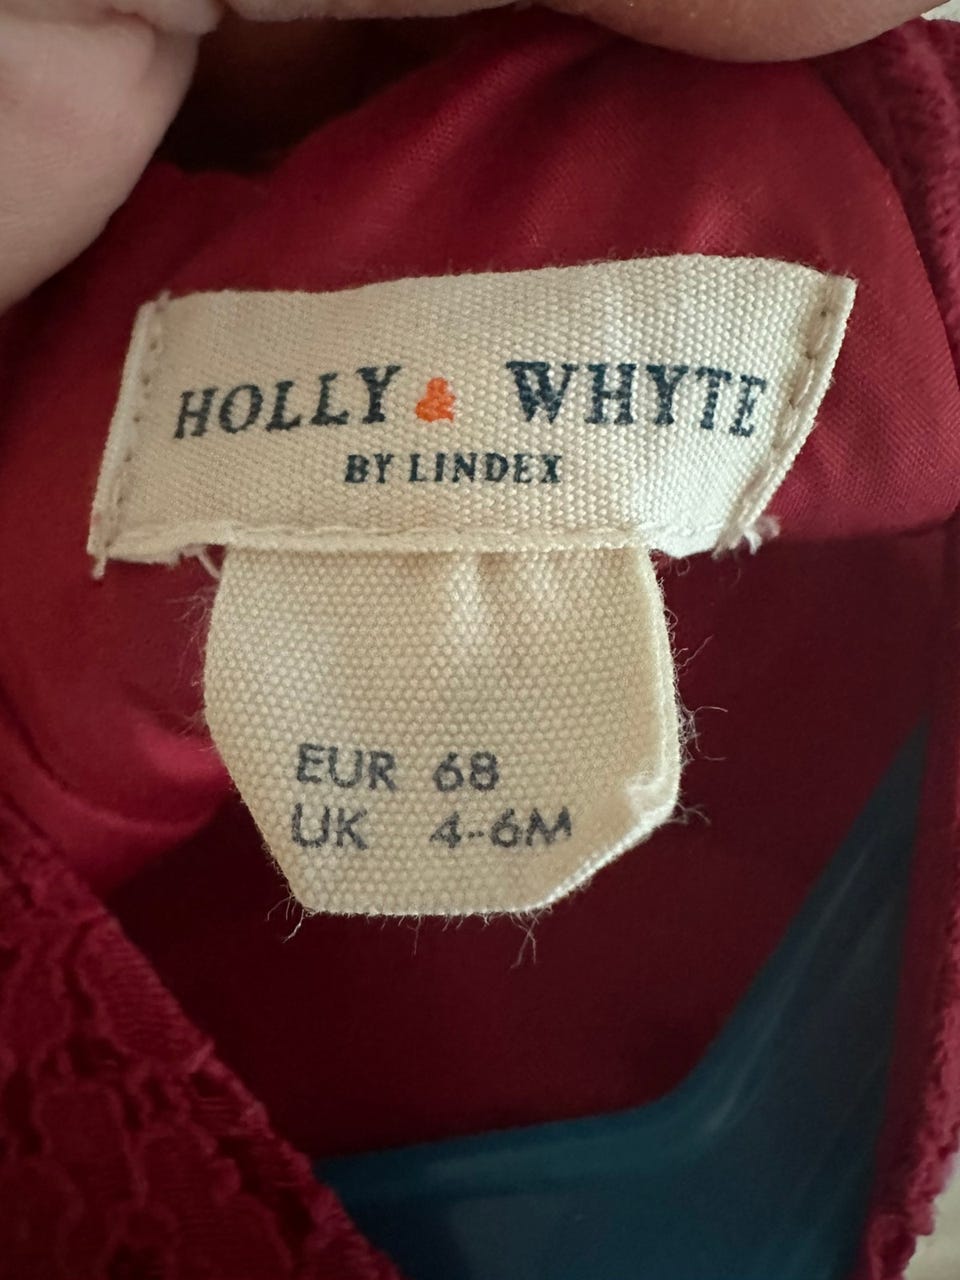 HOLLY & WHYTE
BY LINDEX
EUR 68
UK 4-6M